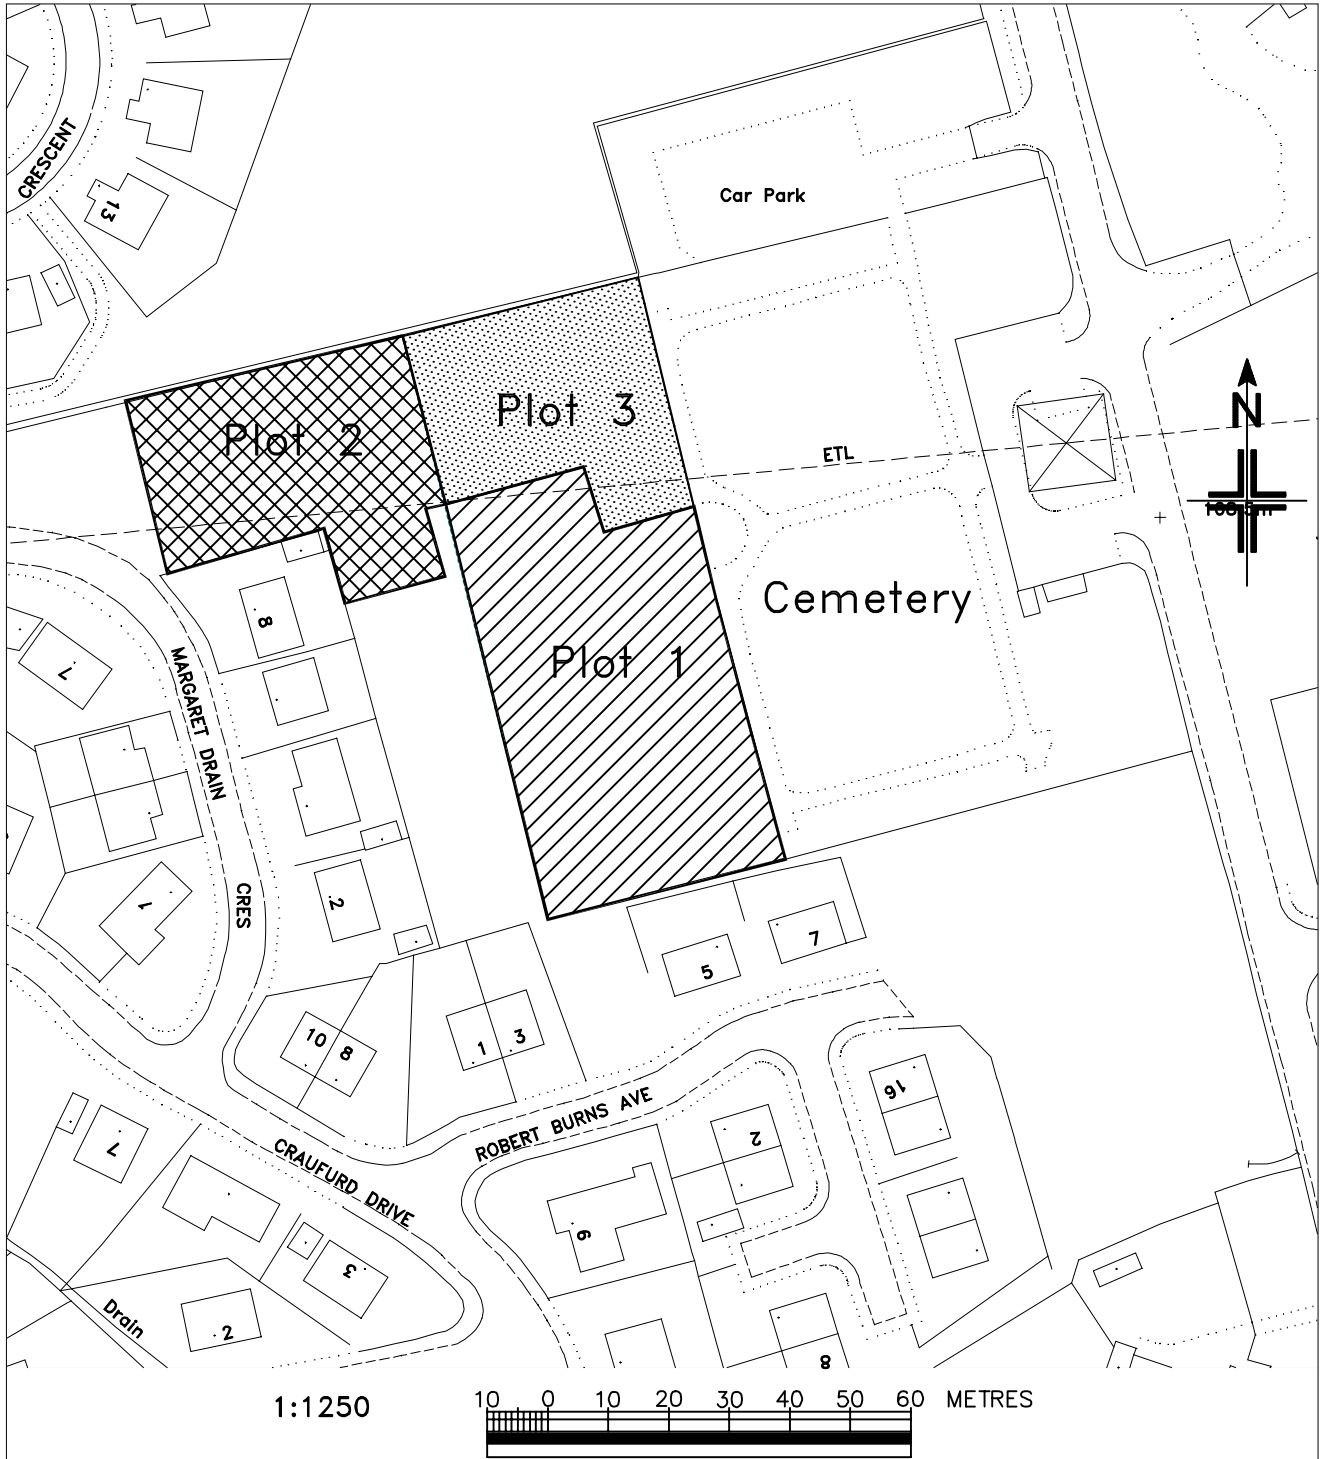 CRESCENT
13
Car Park
Plot 3
Plot 2
N
ETL
Cemetery
8
7
Plot 1
MARGARET DRAIN
CRES
1
2
7
5
10 8
1 3
16
ROBERT BURNS AVE
2
7
CRAUFURD DRIVE
6
3
Drain
2
8
1:1250
10 0 10 20 30 40 50 60 METRES